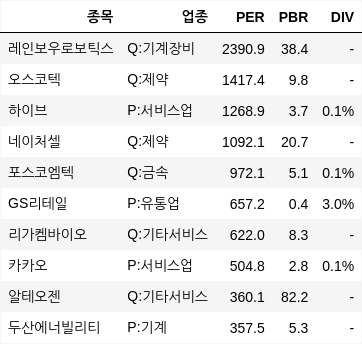 종목 업종 PER PBR DIV
레인보우로보틱스 Q:기계장비 2390.9 38.4 -
오스코텍 Q:제약 1417.4 9.8 -
하이브 P:서비스업 1268.9 3.7 0.1%
네이처셀 Q:제약 1092.1 20.7 -
포스코엠텍 Q:금속 972.1 5.1 0.1%
GS리테일 P:유통업 657.2 0.4 3.0%
리가켐바이오 Q:기타서비스 622.0 8.3 -
카카오 P:서비스업 504.8 2.8 0.1%
알테오젠 Q:기타서비스 360.1 82.2 -
두산에너빌리티 P:기계 357.5 5.3 -